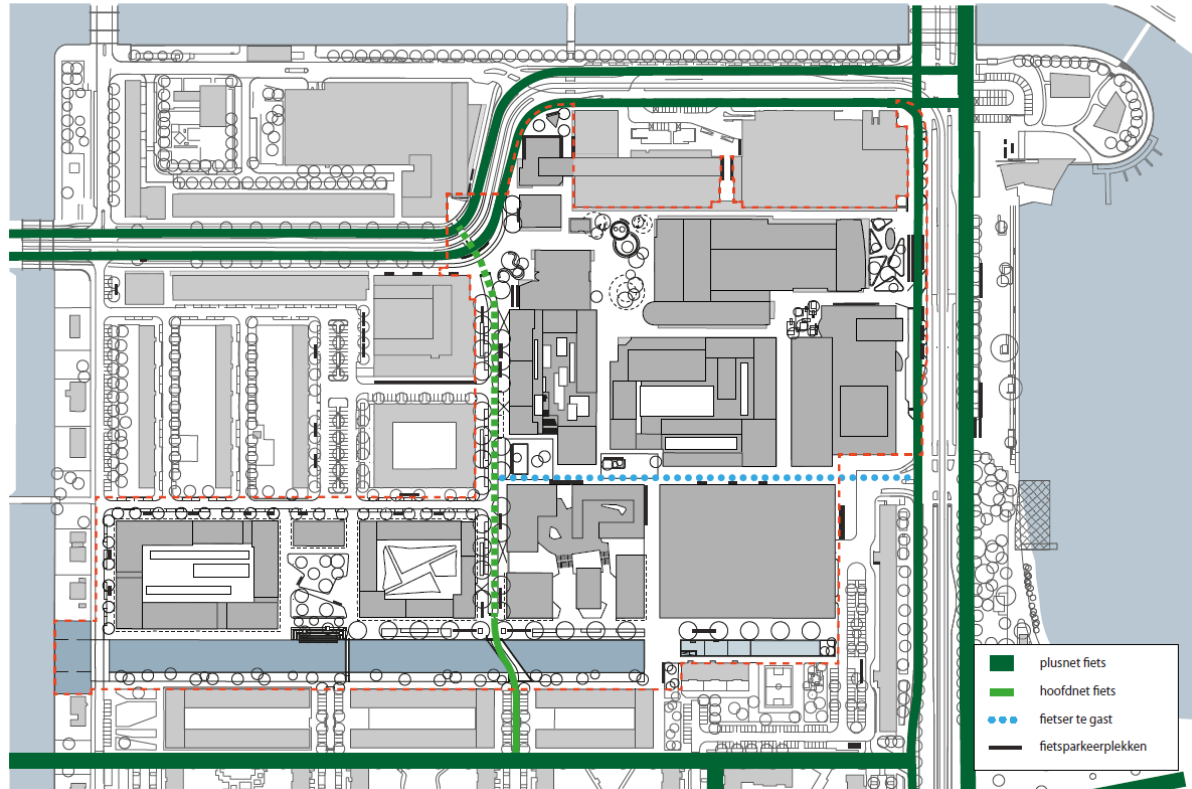 plusnet fiets
hoofdnet fiets
fietser te gast
fietsparkeerplekken